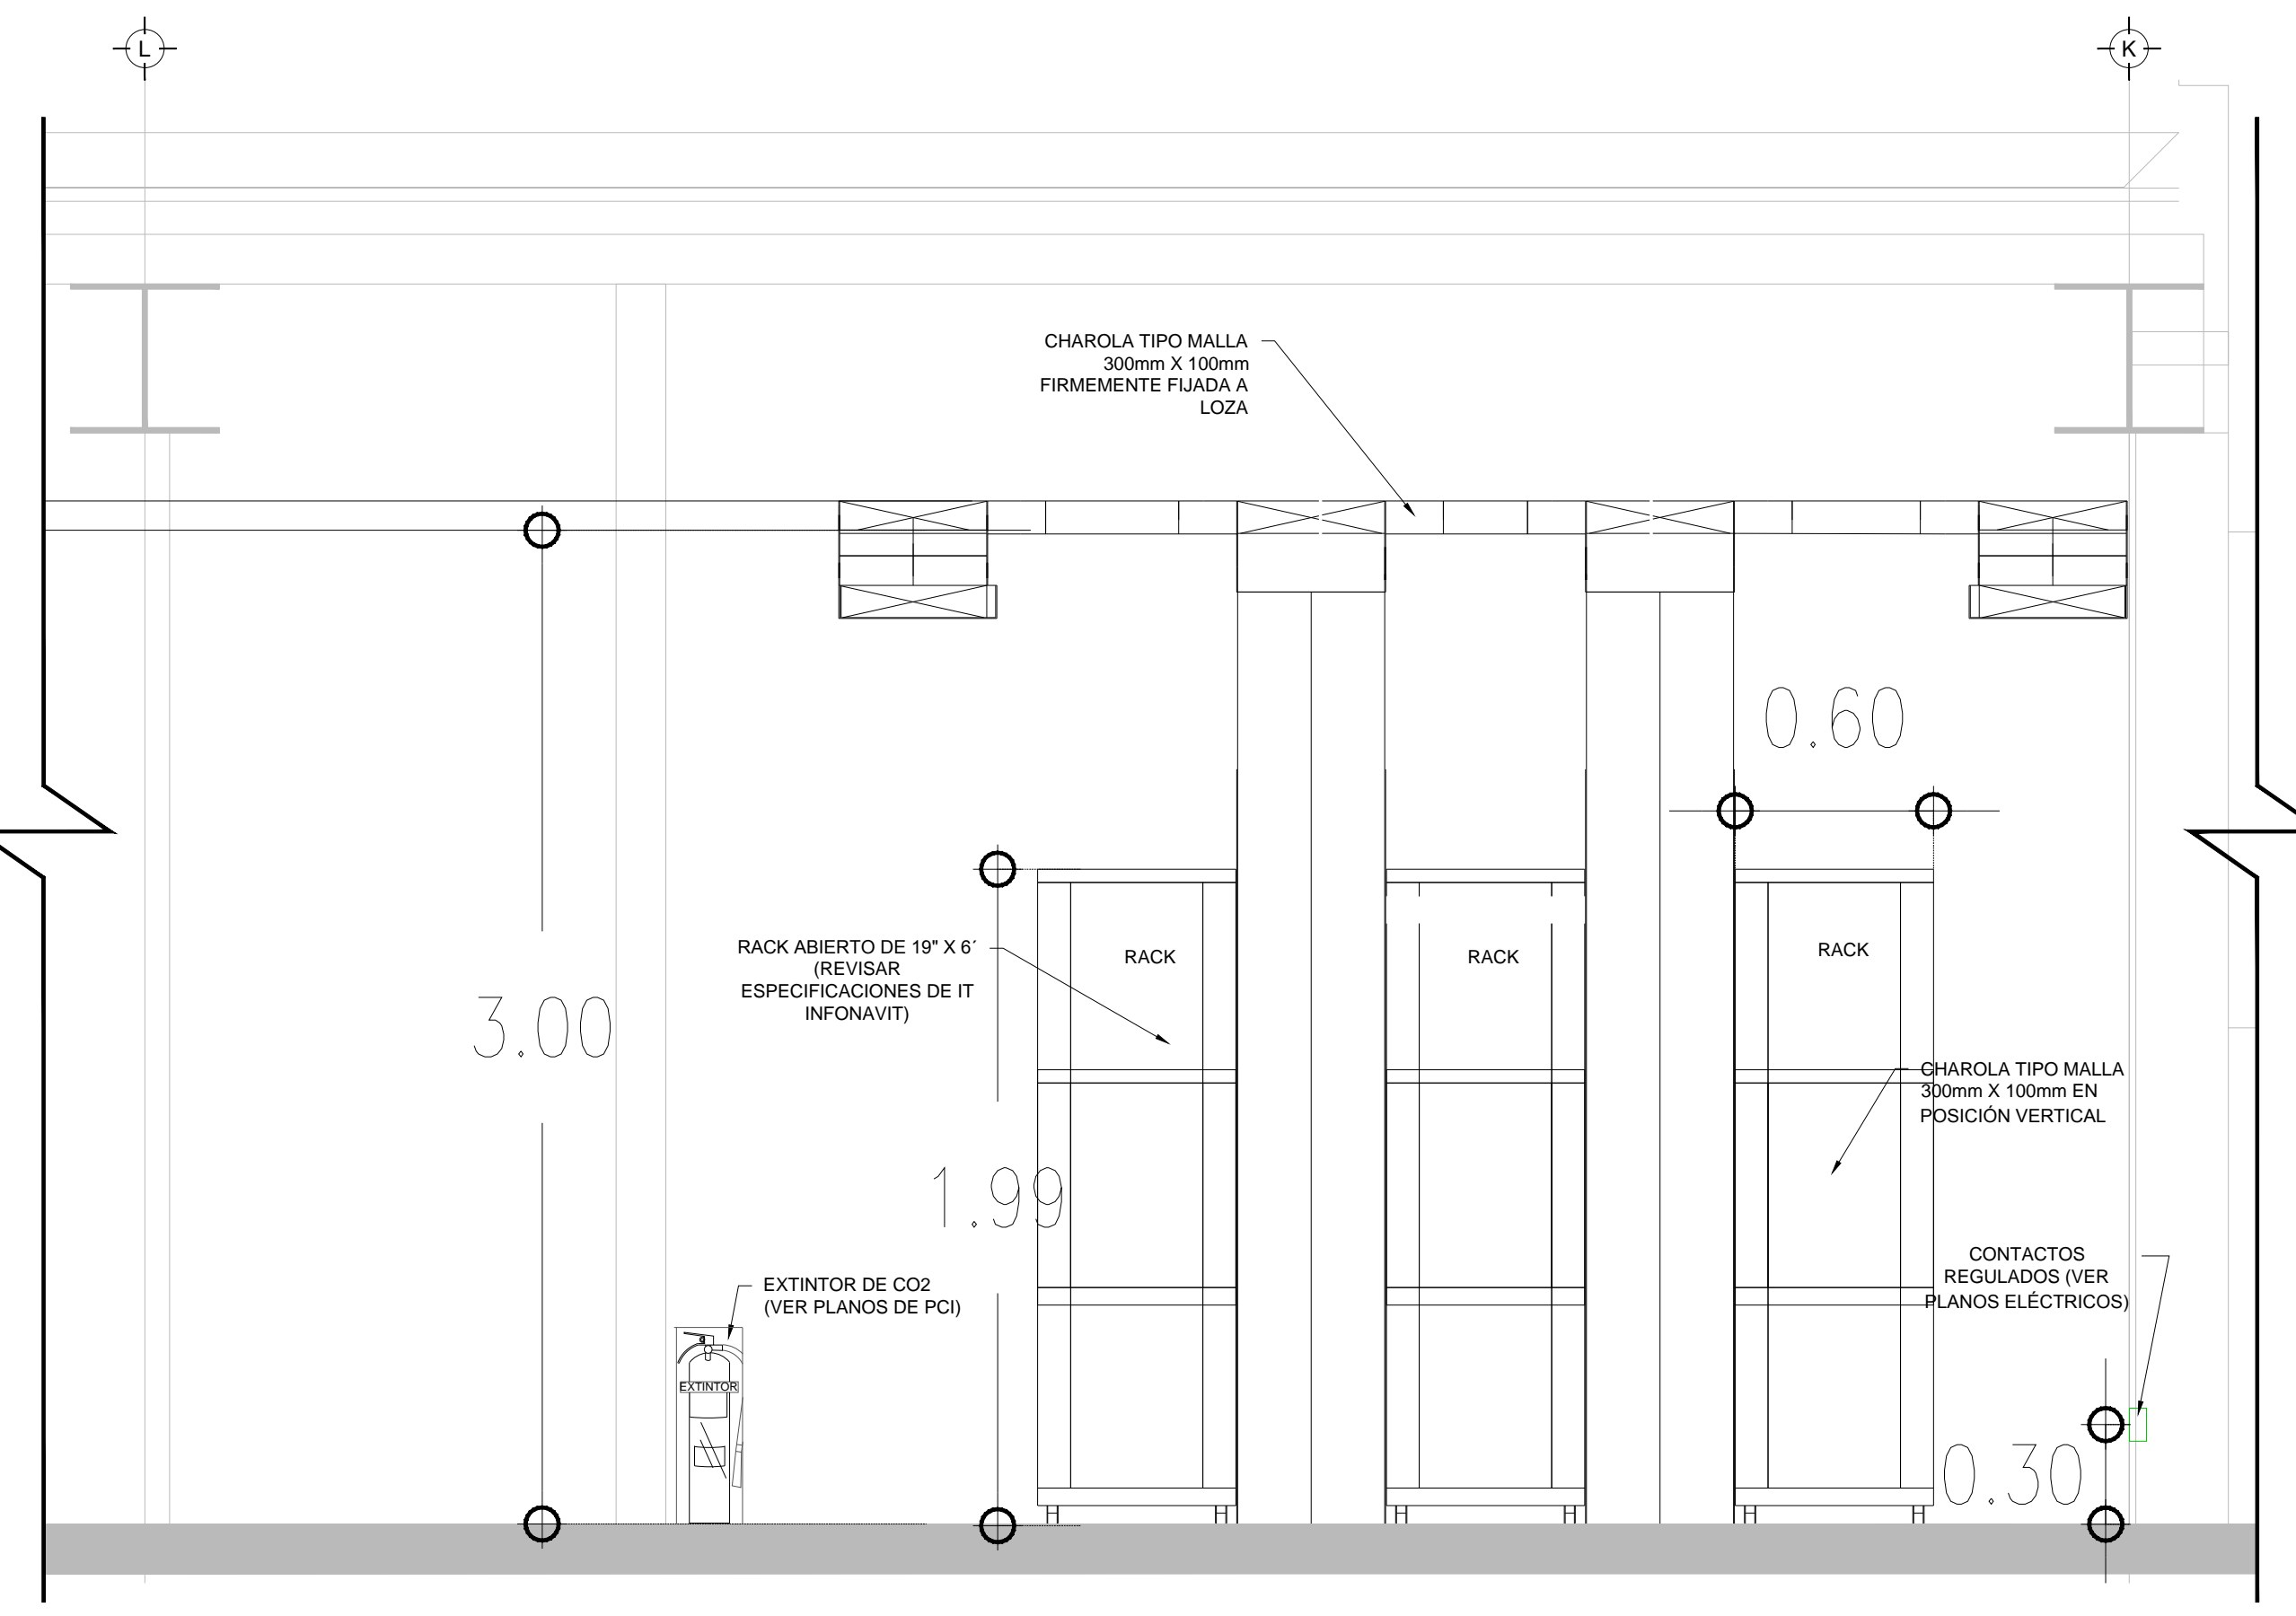 L
K
CHAROLA TIPO MALLA
300mm X 100mm
FIRMEMENTE FIJADA A
LOZA
0.60
RACK ABIERTO DE 19" X 6´
(REVISAR
ESPECIFICACIONES DE IT
INFONAVIT)
RACK
RACK
RACK
3.00
CHAROLA TIPO MALLA
300mm X 100mm EN
POSICIÓN VERTICAL
1.99
EXTINTOR DE CO2
(VER PLANOS DE PCI)
CONTACTOS
REGULADOS (VER
PLANOS ELÉCTRICOS)
EXTINTOR
0.30